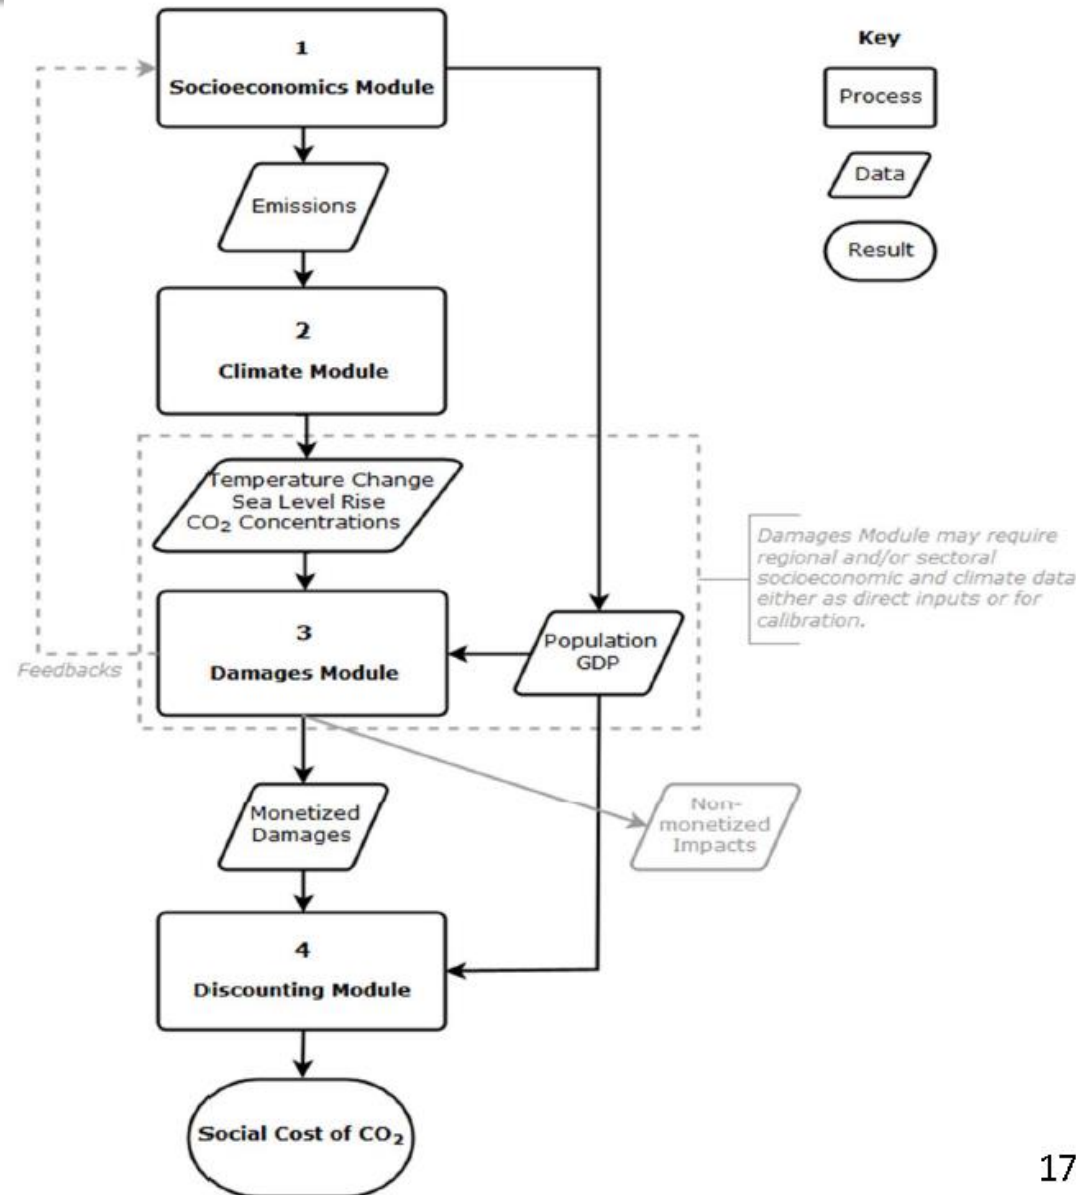 1
Socioeconomics Module
Emissions
2
Climate Module
Temperature Change
Sea Level Rise
CO₂ Concentrations
3
Damages Module
Population
GDP
Feedbacks
Damages Module may require
regional and/or sectoral
socioeconomic and climate data
either as direct inputs or for
calibration.
Monetized
Damages
Non-
monetized
Impacts
4
Discounting Module
Social Cost of CO₂
Key
Process
Data
Result
17